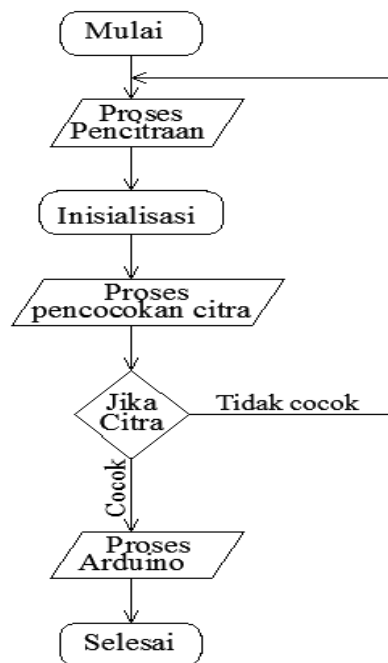 Mulai
Proses
Pencitraan
Inisialisasi
Proses
pencocokan citra
Jika
Citra
Tidak cocok
Cocok
Proses
Arduino
Selesai